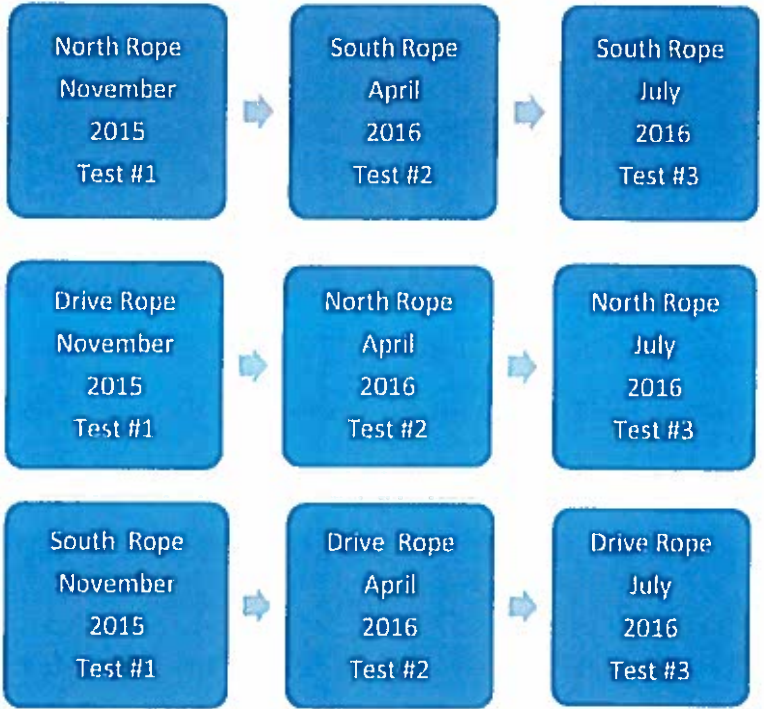 North Rope
November
2015
Test #1
South Rope
April
2016
Test #2
South Rope
July
2016
Test #3
Drive Rope
November
2015
Test #1
North Rope
April
2016
Test #2
North Rope
July
2016
Test #3
South Rope
November
2015
Test #1
Drive Rope
April
2016
Test #2
Drive Rope
July
2016
Test #3